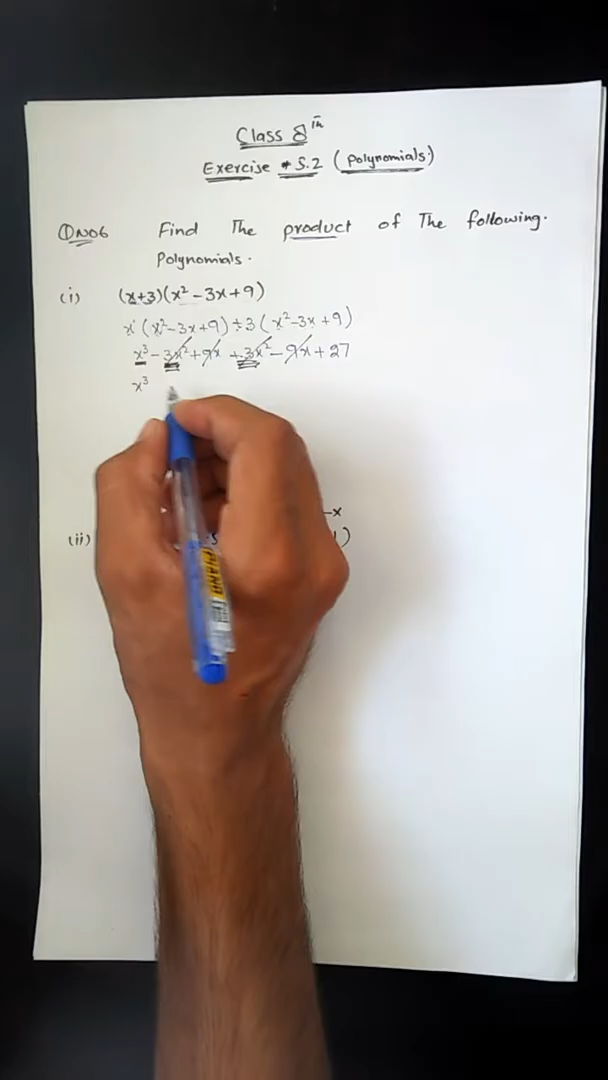 Class 8th
Exercise # 5.2 (Polynomials)
Q NO6 Find The product of The following.
Polynomials.
(i) (x+3)(x² - 3x + 9)
x(x² - 3x + 9) + 3(x² - 3x + 9)
x³ - 3x² + 9x + 3x² - 9x + 27
x³
-x
(ii) )
PIANO